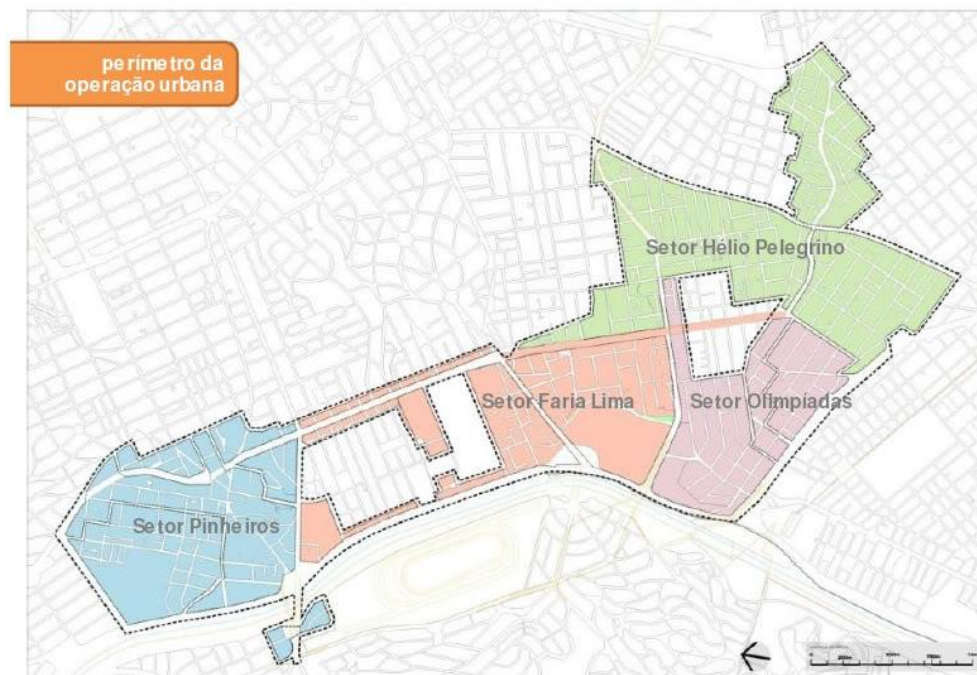 perímetro da
operação urbana
Setor Hélio Pelegrino
Setor Faria Lima
Setor Olimpíadas
Setor Pinheiros